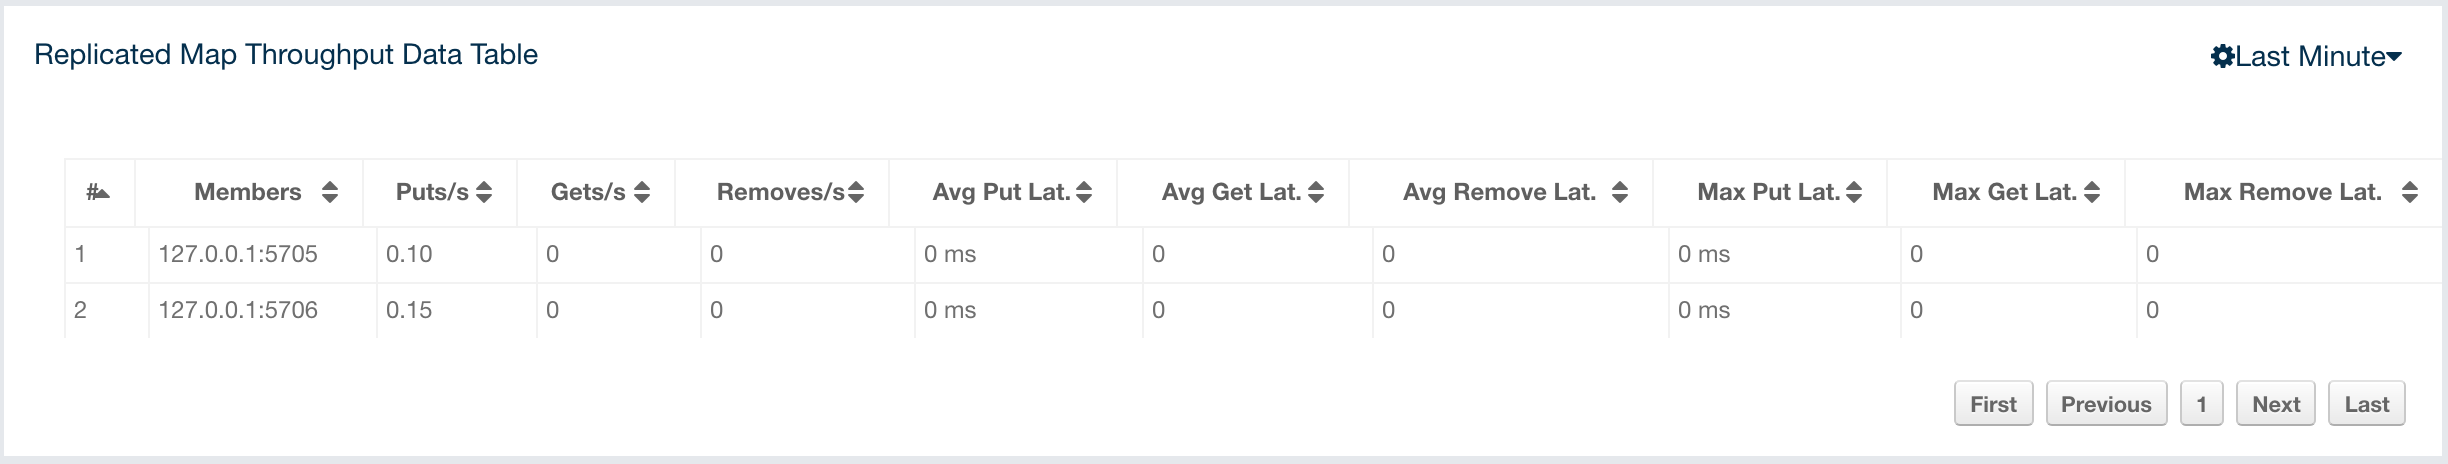 Replicated Map Throughput Data Table Last Minute
# Members Puts/s Gets/s Removes/s Avg Put Lat. Avg Get Lat. Avg Remove Lat. Max Put Lat. Max Get Lat. Max Remove Lat.
1 127.0.0.1:5705 0.10 0 0 0 ms 0 0 0 ms 0 0
2 127.0.0.1:5706 0.15 0 0 0 ms 0 0 0 ms 0 0
First Previous 1 Next Last